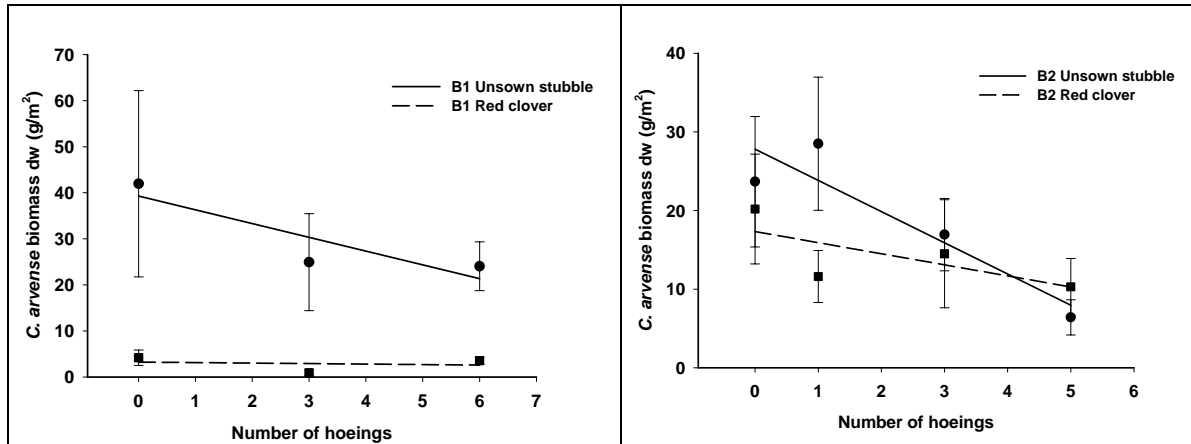 70
60
50
40
30
20
10
0
C. arvense biomass dw (g/m²)
B1 Unsown stubble
B1 Red clover
0 1 2 3 4 5 6 7
Number of hoeings
40
30
20
10
0
C. arvense biomass dw (g/m²)
B2 Unsown stubble
B2 Red clover
0 1 2 3 4 5 6
Number of hoeings